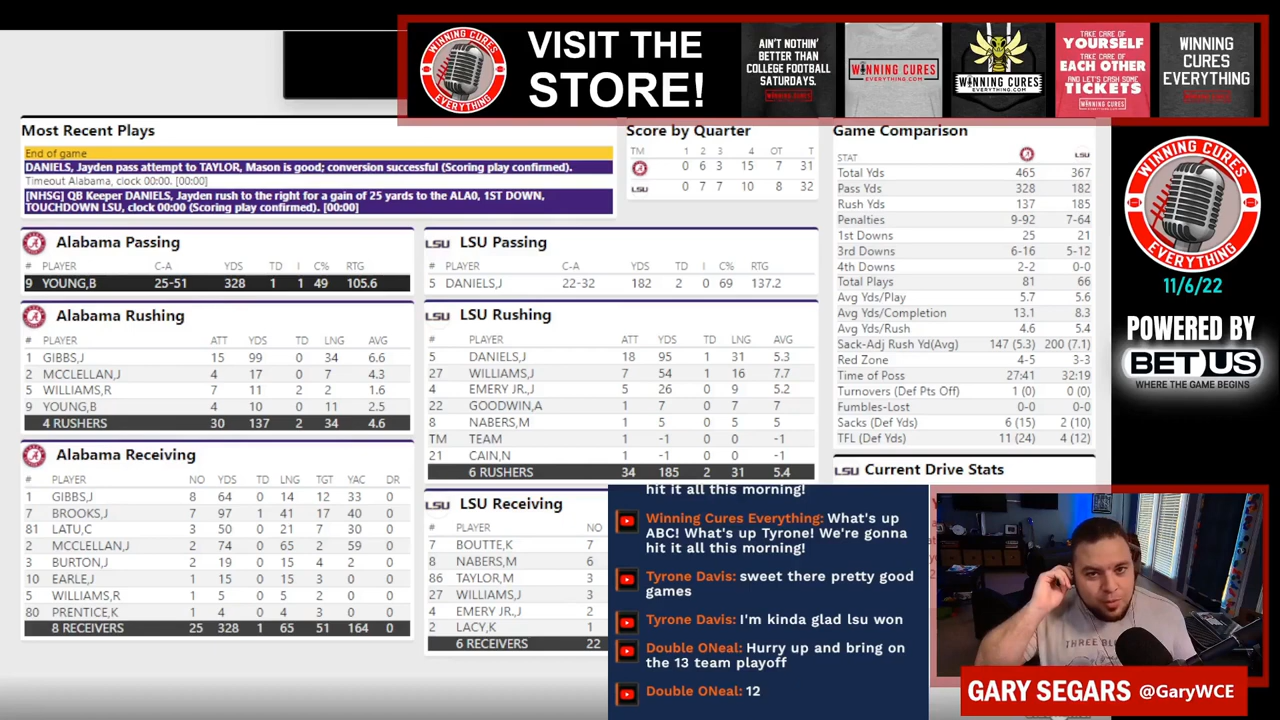 VISIT THE
STORE!
AIN'T NOTHIN'
BETTER THAN
COLLEGE FOOTBALL
SATURDAYS.
WINNING CURES
EVERYTHING.COM
WINNING CURES
EVERYTHING.COM
TAKE CARE OF
YOURSELF
TAKE CARE OF
EACH OTHER
AND LET'S CASH SOME
TICKETS
WINNING CURES
WINNING
CURES
EVERYTHING
Most Recent Plays
End of game
DANIELS, Jayden pass attempt to TAYLOR, Mason is good; conversion successful (Scoring play confirmed).
Timeout Alabama, clock 00:00. [00:00]
[NHSG] QB Keeper DANIELS, Jayden rush to the right for a gain of 25 yards to the ALA0, 1ST DOWN,
TOUCHDOWN LSU, clock 00:00 (Scoring play confirmed). [00:00]
Score by Quarter
TM 1 2 3 4 OT T
0 6 3 15 7 31
LSU 0 7 7 10 8 32
Game Comparison
STAT LSU
Total Yds 465 367
Pass Yds 328 182
Rush Yds 137 185
Penalties 9-92 7-64
1st Downs 25 21
3rd Downs 6-16 5-12
4th Downs 2-2 0-0
Total Plays 81 66
Avg Yds/Play 5.7 5.6
Avg Yds/Completion 13.1 8.3
Avg Yds/Rush 4.6 5.4
Sack-Adj Rush Yd(Avg) 147 (5.3) 200 (7.1)
Red Zone 4-5 3-3
Time of Poss 27:41 32:19
Turnovers (Def Pts Off) 1 (0) 0 (0)
Fumbles-Lost 0-0 0-0
Sacks (Def Yds) 6 (15) 2 (10)
TFL (Def Yds) 11 (24) 4 (12)
LSU Current Drive Stats
Alabama Passing
# PLAYER C-A YDS TD I C% RTG
9 YOUNG,B 25-51 328 1 1 49 105.6
Alabama Rushing
# PLAYER ATT YDS TD LNG AVG
1 GIBBS,J 15 99 0 34 6.6
2 MCCLELLAN,J 4 17 0 7 4.3
5 WILLIAMS,R 7 11 2 2 1.6
9 YOUNG,B 4 10 0 11 2.5
4 RUSHERS 30 137 2 34 4.6
Alabama Receiving
# PLAYER NO YDS TD LNG TGT YAC DR
1 GIBBS,J 8 64 0 14 12 33 0
7 BROOKS,J 7 97 1 41 17 40 0
81 LATU,C 3 50 0 21 7 30 0
2 MCCLELLAN,J 2 74 0 65 2 59 0
3 BURTON,J 2 19 0 15 4 2 0
10 EARLE,J 1 15 0 15 3 0 0
5 WILLIAMS,R 1 5 0 5 2 0 0
80 PRENTICE,K 1 4 0 4 3 0 0
8 RECEIVERS 25 328 1 65 51 164 0
LSU LSU Passing
# PLAYER C-A YDS TD I C% RTG
5 DANIELS,J 22-32 182 2 0 69 137.2
LSU LSU Rushing
# PLAYER ATT YDS TD LNG AVG
5 DANIELS,J 18 95 1 31 5.3
27 WILLIAMS,J 7 54 1 16 7.7
4 EMERY JR.,J 5 26 0 9 5.2
22 GOODWIN,A 1 7 0 7 7
8 NABERS,M 1 5 0 5 5
TM TEAM 1 -1 0 0 -1
21 CAIN,N 1 -1 0 0 -1
6 RUSHERS 34 185 2 31 5.4
LSU LSU Receiving
# PLAYER NO
7 BOUTTE,K 7
8 NABERS,M 6
86 TAYLOR,M 3
27 WILLIAMS,J 3
4 EMERY JR.,J 2
2 LACY,K 1
6 RECEIVERS 22
hit it all this morning!
Winning Cures Everything: What's up
ABC! What's up Tyrone! We're gonna
hit it all this morning!
Tyrone Davis: sweet there pretty good
games
Tyrone Davis: I'm kinda glad lsu won
Double ONeal: Hurry up and bring on
the 13 team playoff
Double ONeal: 12
WINNING CURES
EVERYTHING
11/6/22
POWERED BY
BETUS
WHERE THE GAME BEGINS
GARY SEGARS @GaryWCE